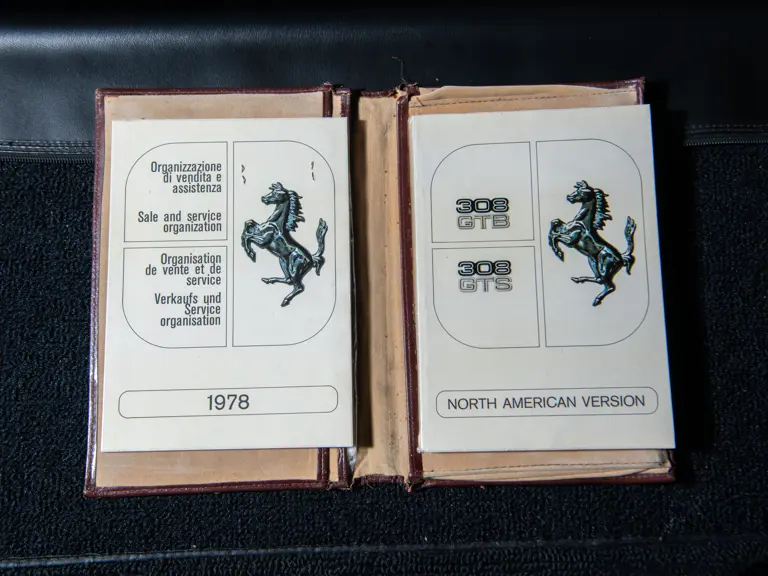 Organizzazione
di vendita e
assistenza
Sale and service
organization
Organisation
de vente et de
service
Verkaufs und
Service
organisation
1978
308
GTB
308
GTS
NORTH AMERICAN VERSION